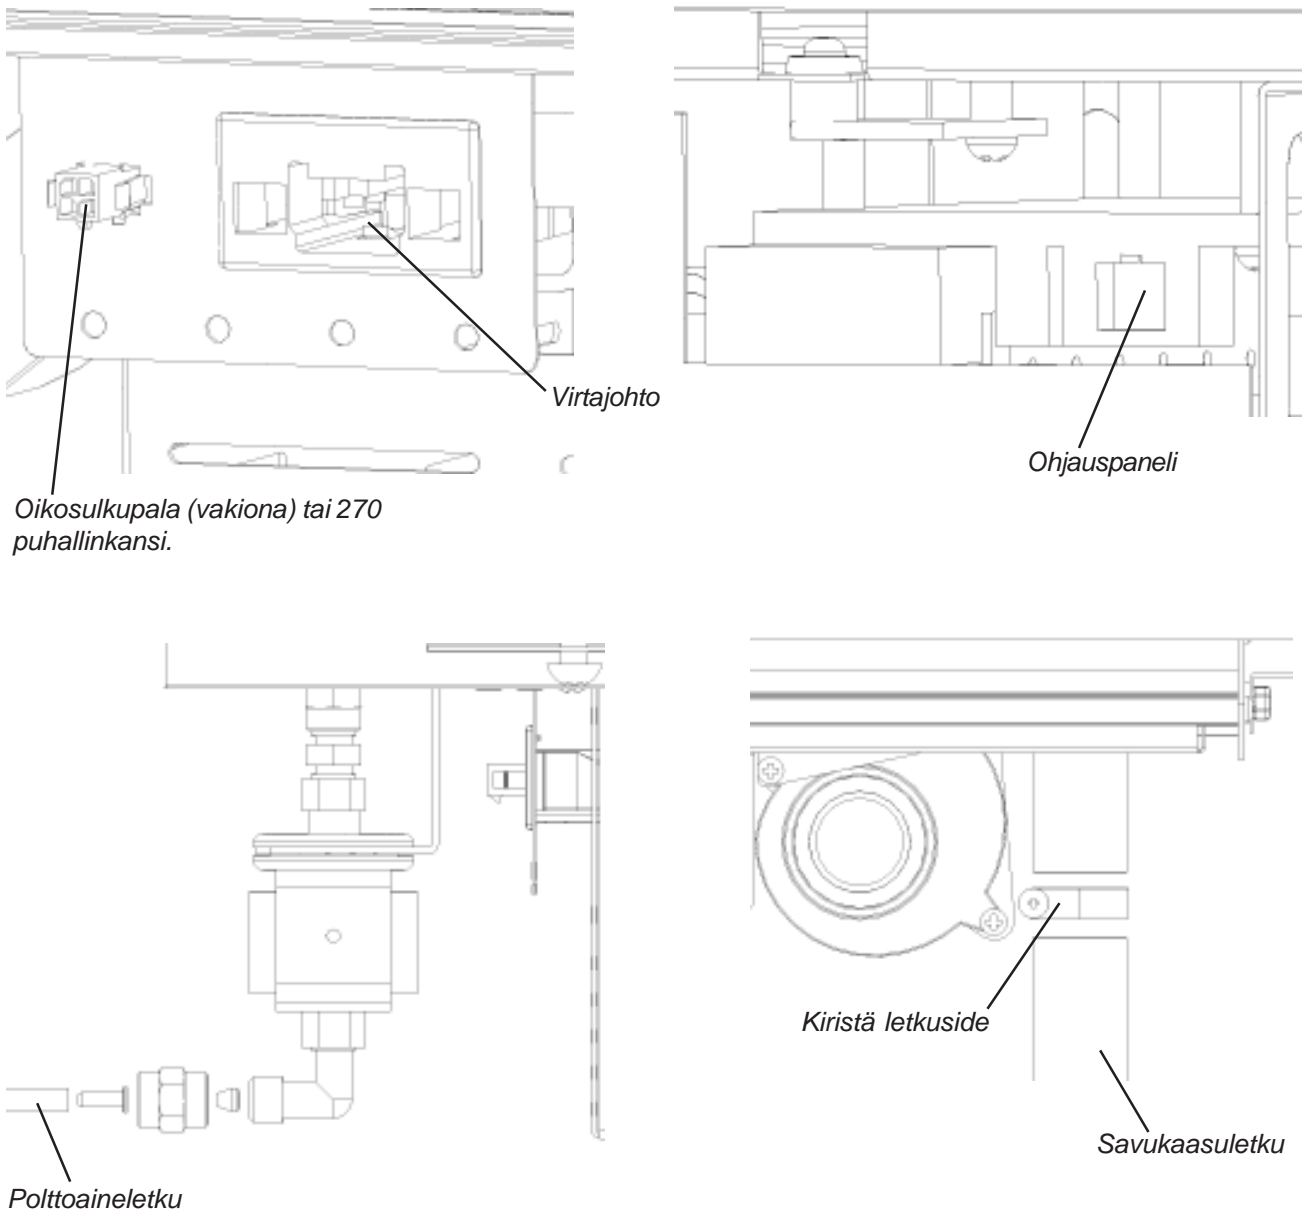 Virtajohto
Ohjauspaneli
Oikosulkupala (vakiona) tai 270
puhallinkansi.
Kiristä letkuside
Savukaasuletku
Polttoaineletku